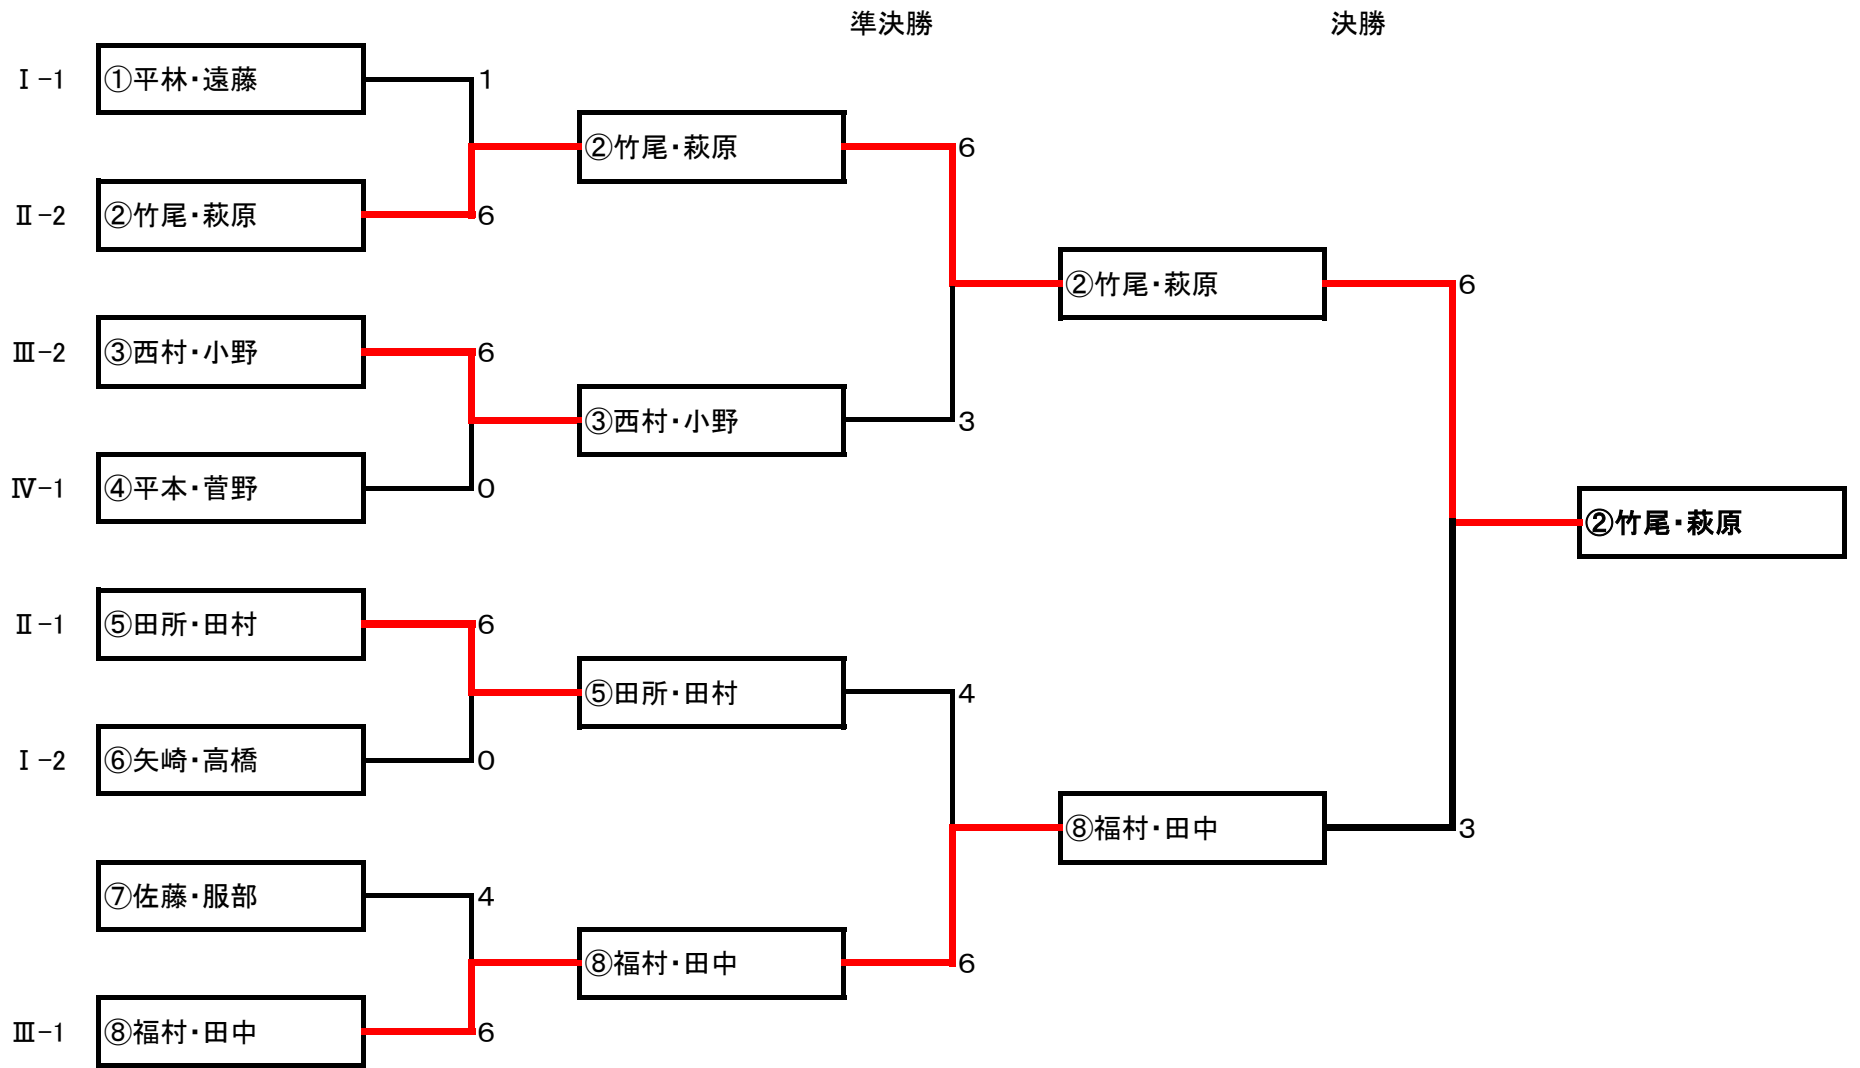 準決勝 決勝
Ⅰ-1 ①平林・遠藤 1
②竹尾・萩原 6
Ⅱ-2 ②竹尾・萩原 6
②竹尾・萩原 6
Ⅲ-2 ③西村・小野 6
③西村・小野 3
Ⅳ-1 ④平本・菅野 0
②竹尾・萩原
Ⅱ-1 ⑤田所・田村 6
⑤田所・田村 4
Ⅰ-2 ⑥矢崎・高橋 0
⑧福村・田中 3
⑦佐藤・服部 4
⑧福村・田中 6
Ⅲ-1 ⑧福村・田中 6